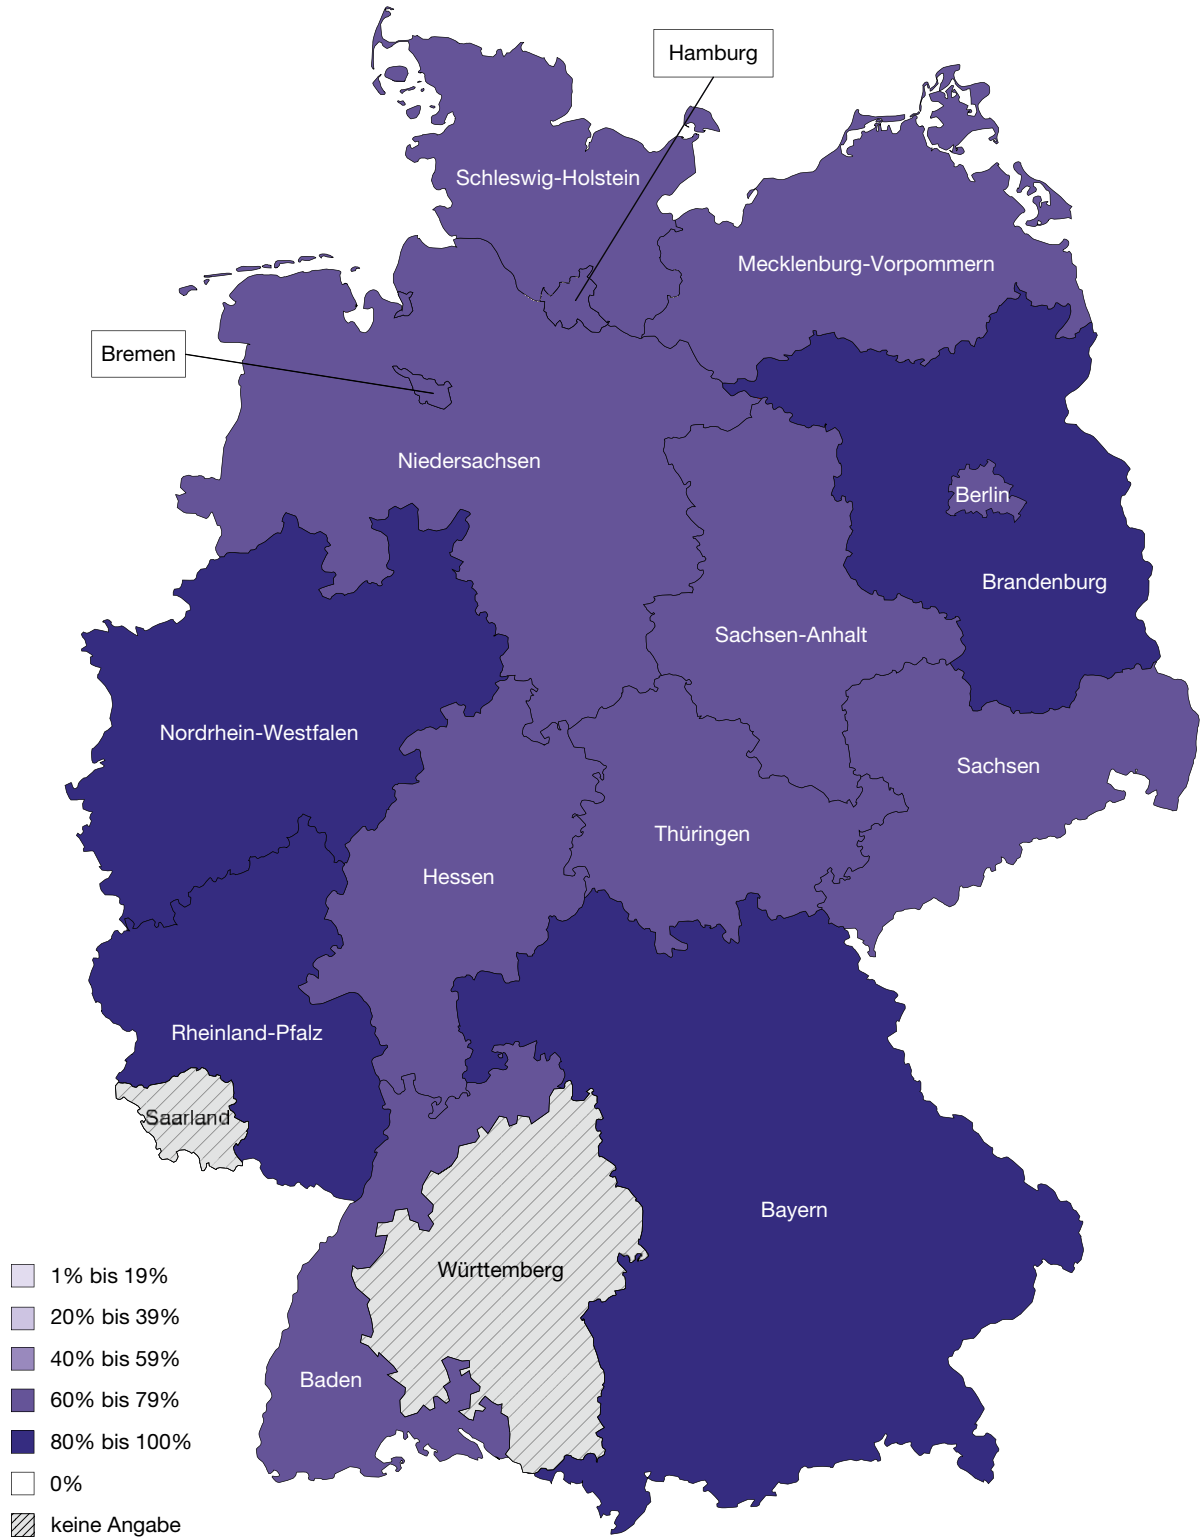 Hamburg
Schleswig-Holstein
Mecklenburg-Vorpommern
Bremen
Niedersachsen
Berlin
Brandenburg
Sachsen-Anhalt
Nordrhein-Westfalen
Sachsen
Thüringen
Hessen
Rheinland-Pfalz
Saarland
Bayern
Württemberg
Baden
1% bis 19%
20% bis 39%
40% bis 59%
60% bis 79%
80% bis 100%
0%
keine Angabe